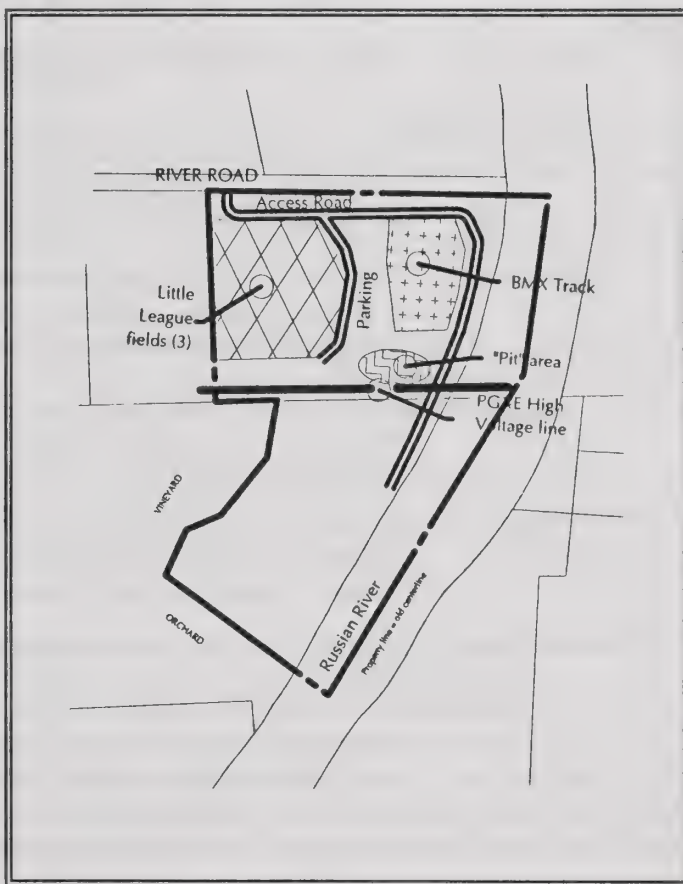 RIVER ROAD
Access Road
Little
League
fields (3)
Parking
BMX Track
"Pit" area
PG&E High
Voltage line
VINEYARD
ORCHARD
Russian River
Property line = old centerline